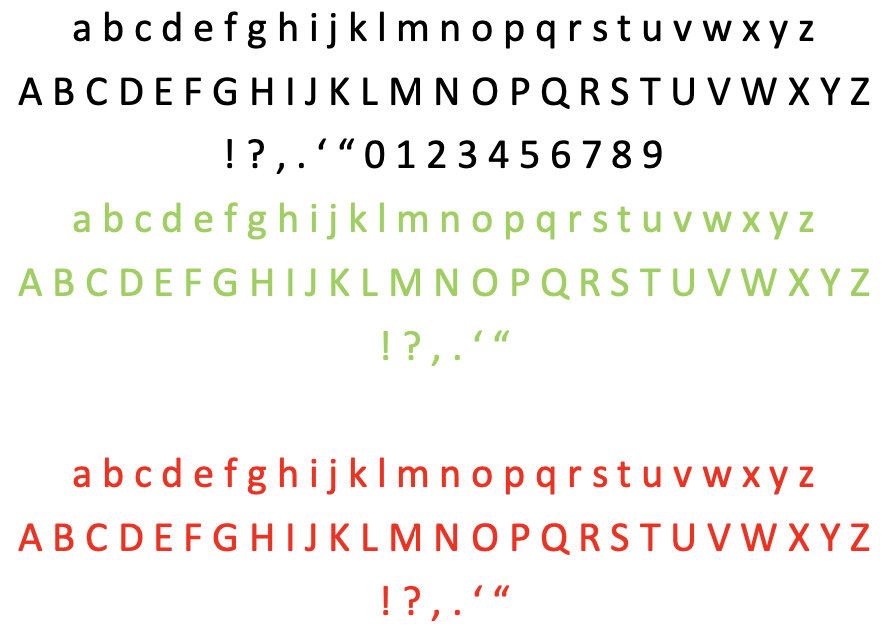 a b c d e f g h i j k l m n o p q r s t u v w x y z
A B C D E F G H I J K L M N O P Q R S T U V W X Y Z
! ? , . ‘ “ 0 1 2 3 4 5 6 7 8 9
a b c d e f g h i j k l m n o p q r s t u v w x y z
A B C D E F G H I J K L M N O P Q R S T U V W X Y Z
! ? , . ‘ “
a b c d e f g h i j k l m n o p q r s t u v w x y z
A B C D E F G H I J K L M N O P Q R S T U V W X Y Z
! ? , . ‘ “